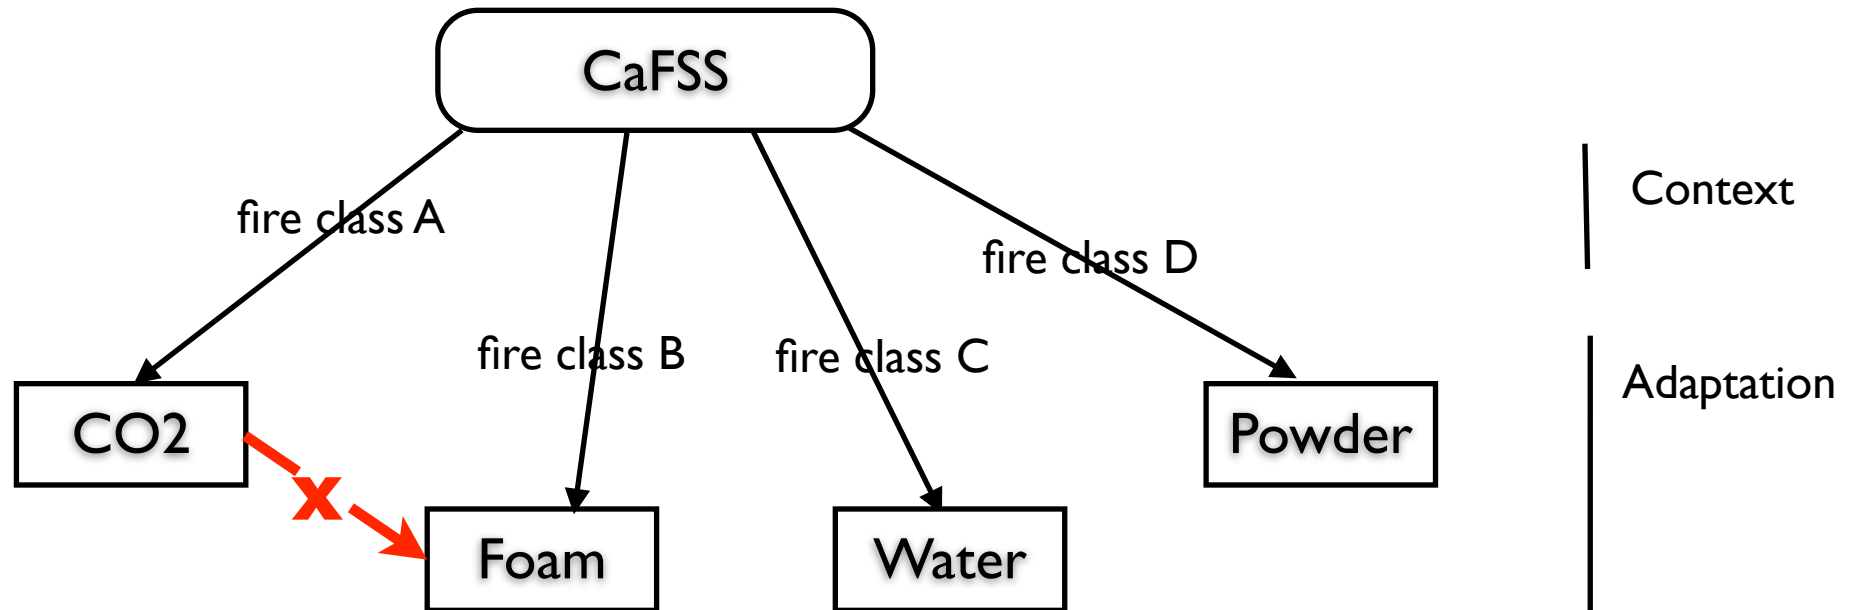 CaFSS
Context
fire class A
fire class D
fire class B
fire class C
Adaptation
CO2
Powder
x
Foam
Water